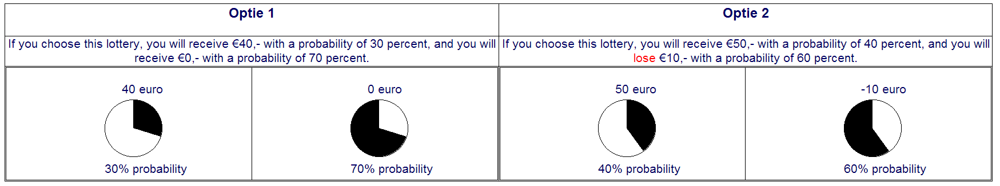 Optie 1
Optie 2
If you choose this lottery, you will receive €40,- with a probability of 30 percent, and you will
receive €0,- with a probability of 70 percent.
If you choose this lottery, you will receive €50,- with a probability of 40 percent, and you will
lose €10,- with a probability of 60 percent.
40 euro
0 euro
50 euro
-10 euro
30% probability
70% probability
40% probability
60% probability